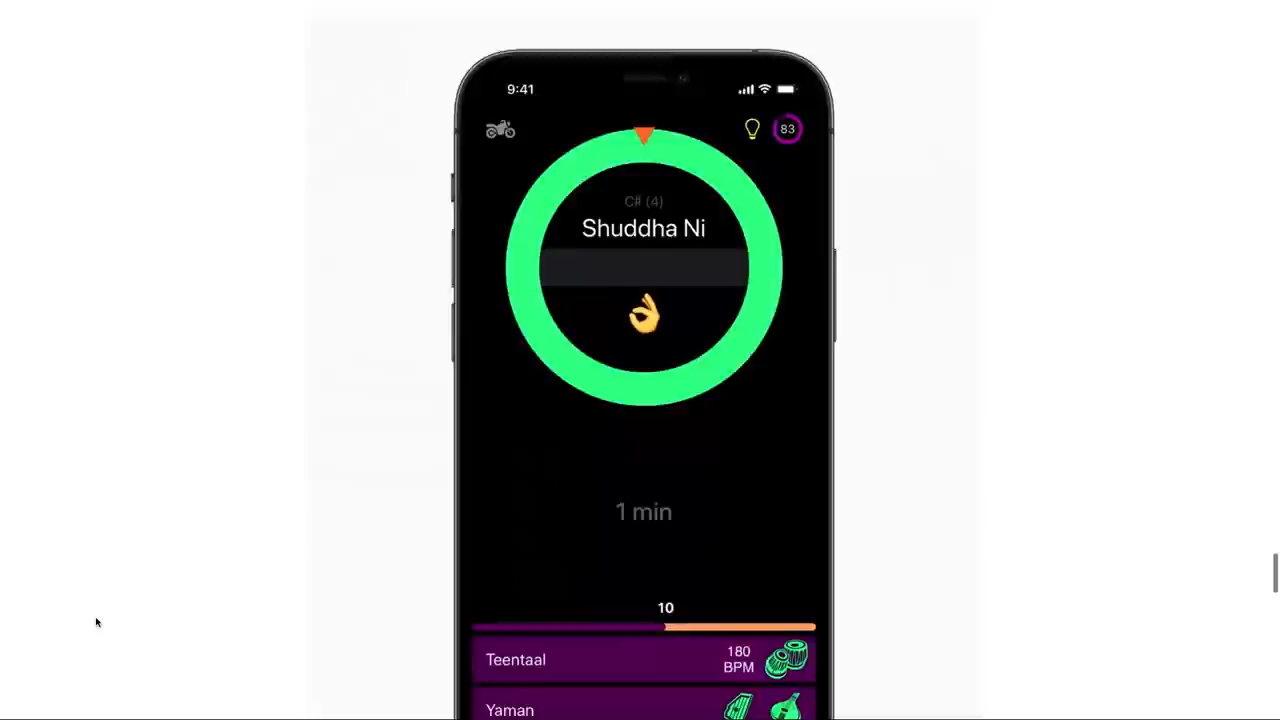 9:41
83
C# (4)
Shuddha Ni
1 min
10
Teentaal
180
BPM
Yaman